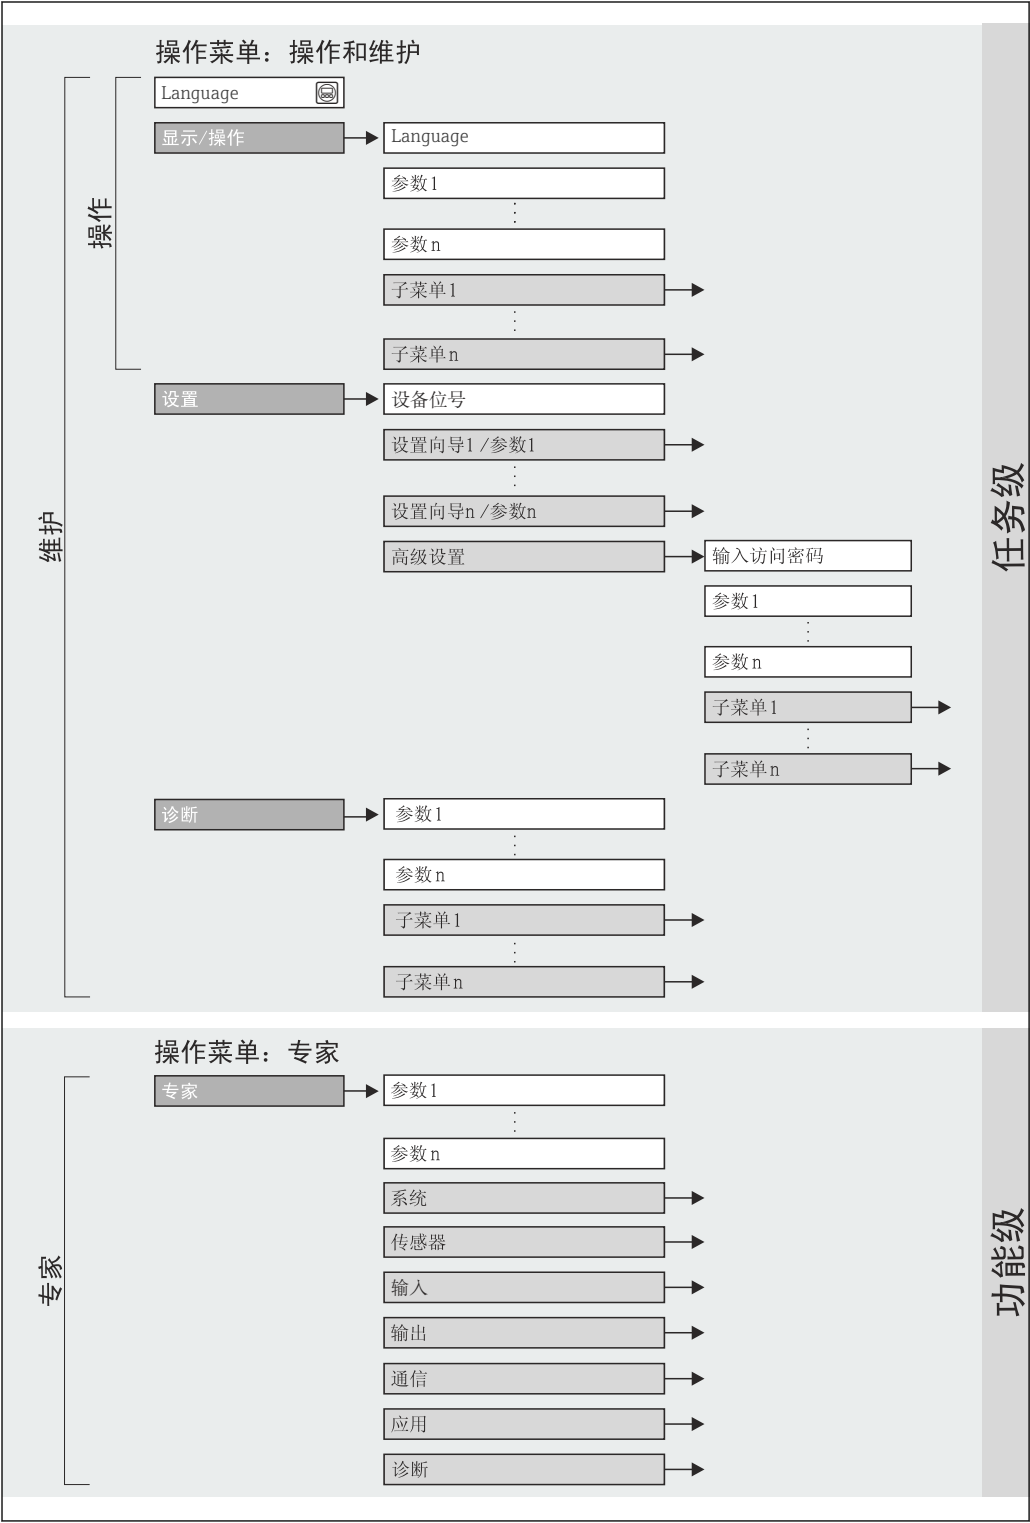 操作菜单：操作和维护
Language
显示/操作
Language
参数1
参数n
子菜单1
子菜单n
操作
设置
设备位号
设置向导1 /参数1
设置向导n /参数n
高级设置
输入访问密码
参数1
参数n
子菜单1
子菜单n
维护
任务级
诊断
参数1
参数n
子菜单1
子菜单n
操作菜单：专家
专家
参数1
参数n
系统
传感器
输入
输出
通信
应用
诊断
专家
功能级